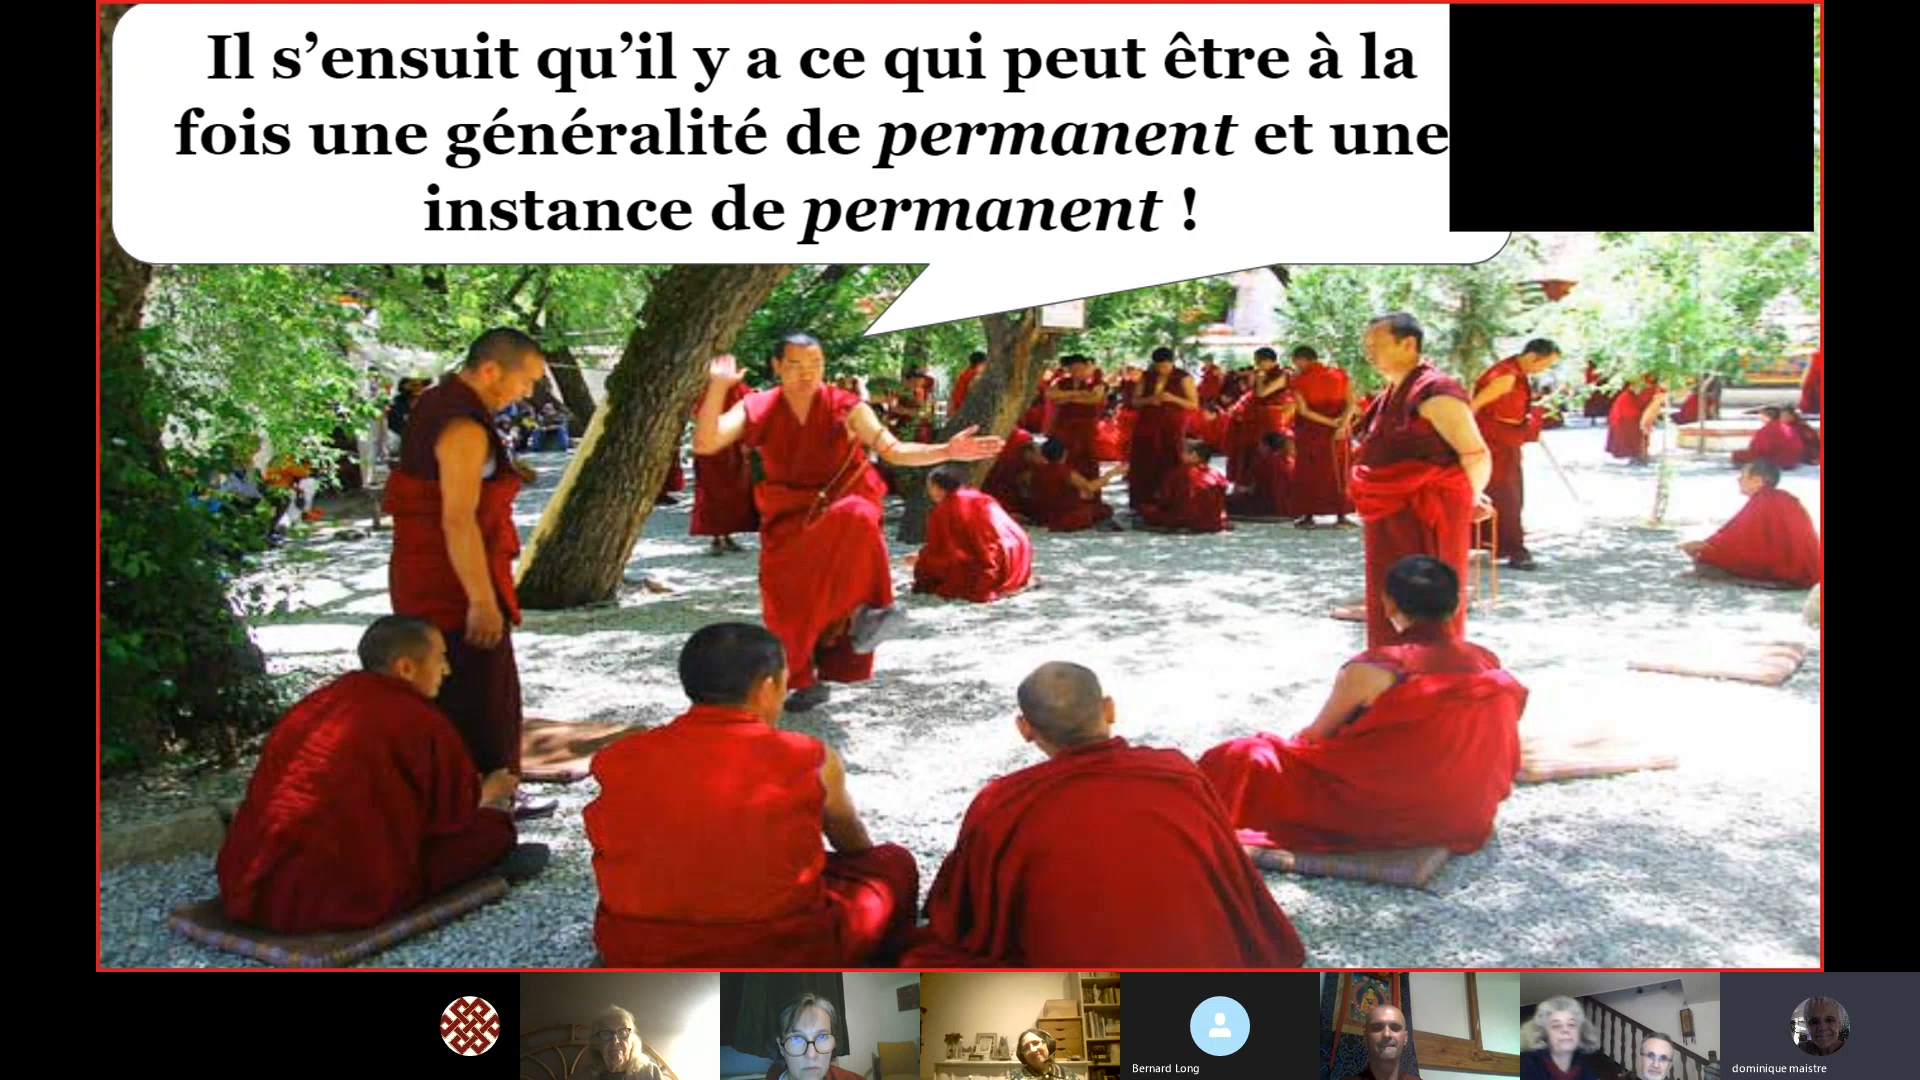 Il s’ensuit qu’il y a ce qui peut être à la
fois une généralité de permanent et une
instance de permanent !
Bernard Long
dominique maistre